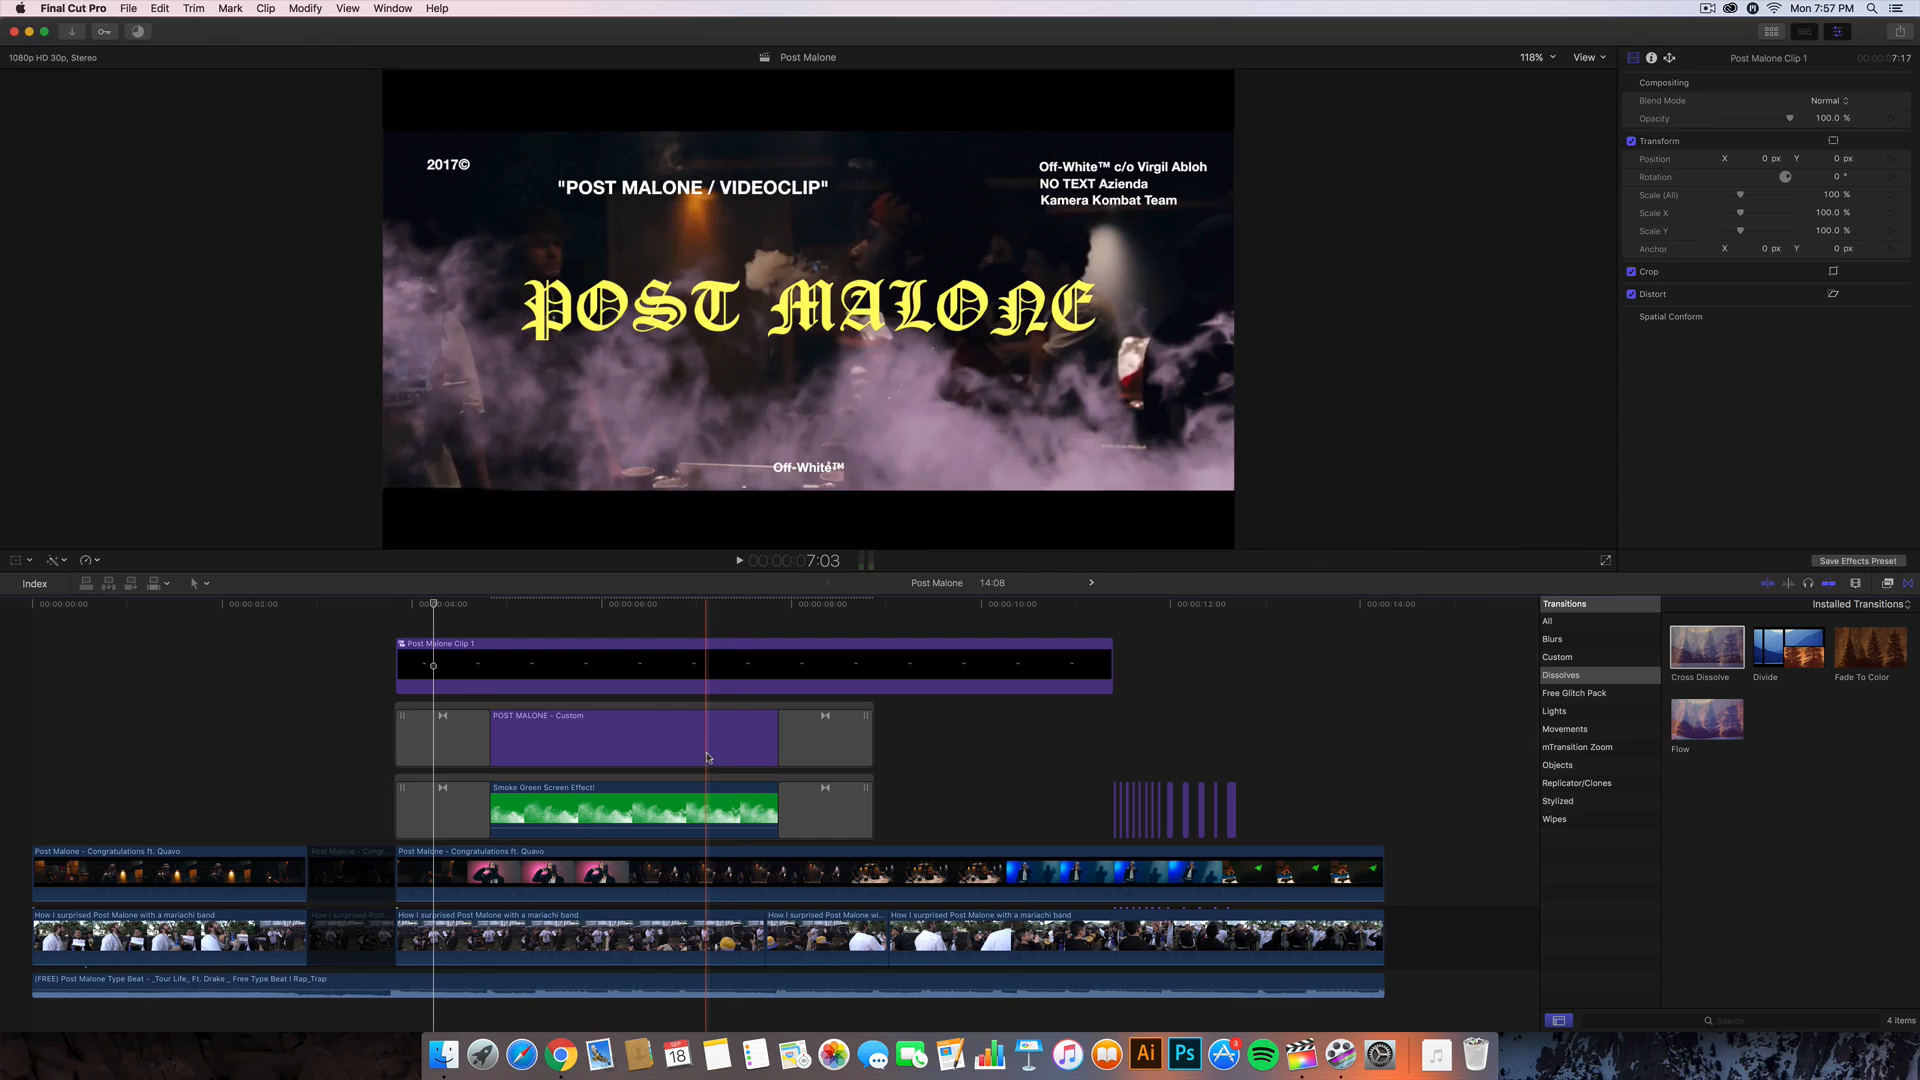 Final Cut Pro File Edit Trim Mark Clip Modify View Window Help
Mon 7:57 PM
1080p HD 30p, Stereo
Post Malone
118%
View
Post Malone Clip 1
00:00:00:07:17
Compositing
Blend Mode Normal
Opacity 100.0 %
Transform
Position X 0 px Y 0 px
Rotation 0 °
Scale (All) 100 %
Scale X 100.0 %
Scale Y 100.0 %
Anchor X 0 px Y 0 px
Crop
Distort
Spatial Conform
2017©
"POST MALONE / VIDEOCLIP"
Off-White™ c/o Virgil Abloh
NO TEXT Azienda
Kamera Kombat Team
POST MALONE
Off-White™
00:00:00:07:03
Save Effects Preset
Index
Post Malone 14:08
00:00:00:00 00:00:02:00 00:00:04:00 00:00:06:00 00:00:08:00 00:00:10:00 00:00:12:00 00:00:14:00
Post Malone Clip 1
POST MALONE - Custom
Smoke Green Screen Effect!
Post Malone - Congratulations ft. Quavo
Post Malone - Congr...
Post Malone - Congratulations ft. Quavo
How I surprised Post Malone with a mariachi band
How I surprised Post...
How I surprised Post Malone with a mariachi band
How I surprised Post Malone wi...
How I surprised Post Malone with a mariachi band
(FREE) Post Malone Type Beat - _Tour Life_ Ft. Drake _ Free Type Beat I Rap_Trap
Transitions
Installed Transitions
All
Blurs
Custom
Dissolves
Free Glitch Pack
Lights
Movements
mTransition Zoom
Objects
Replicator/Clones
Stylized
Wipes
Cross Dissolve
Divide
Fade To Color
Flow
Search
4 items
SEP
18
Ai
Ps
3